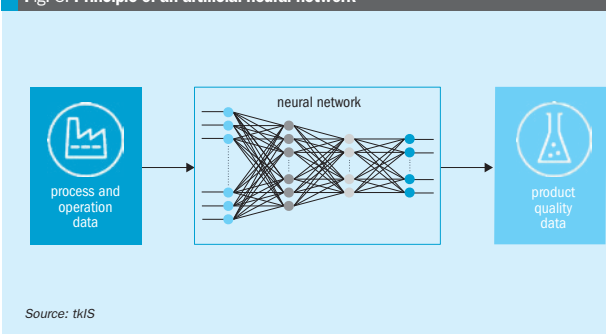 Fig. 3: Principle of an artificial neural network
neural network
process and
operation
data
product
quality
data
Source: tkIS